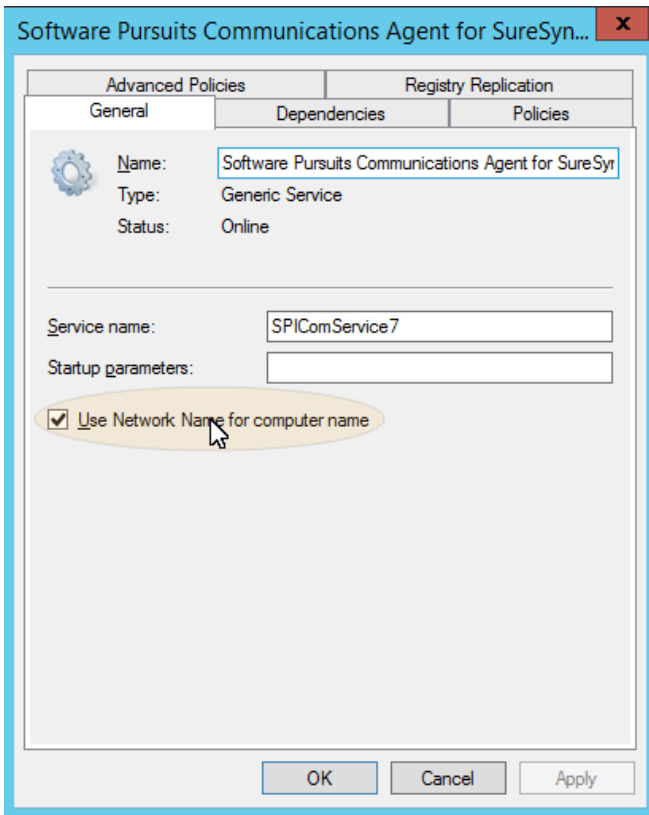 Software Pursuits Communications Agent for SureSyn...
x
Advanced Policies Registry Replication
General Dependencies Policies
Name: Software Pursuits Communications Agent for SureSyn
Type: Generic Service
Status: Online
Service name: SPIComService7
Startup parameters:
Use Network Name for computer name
OK Cancel Apply